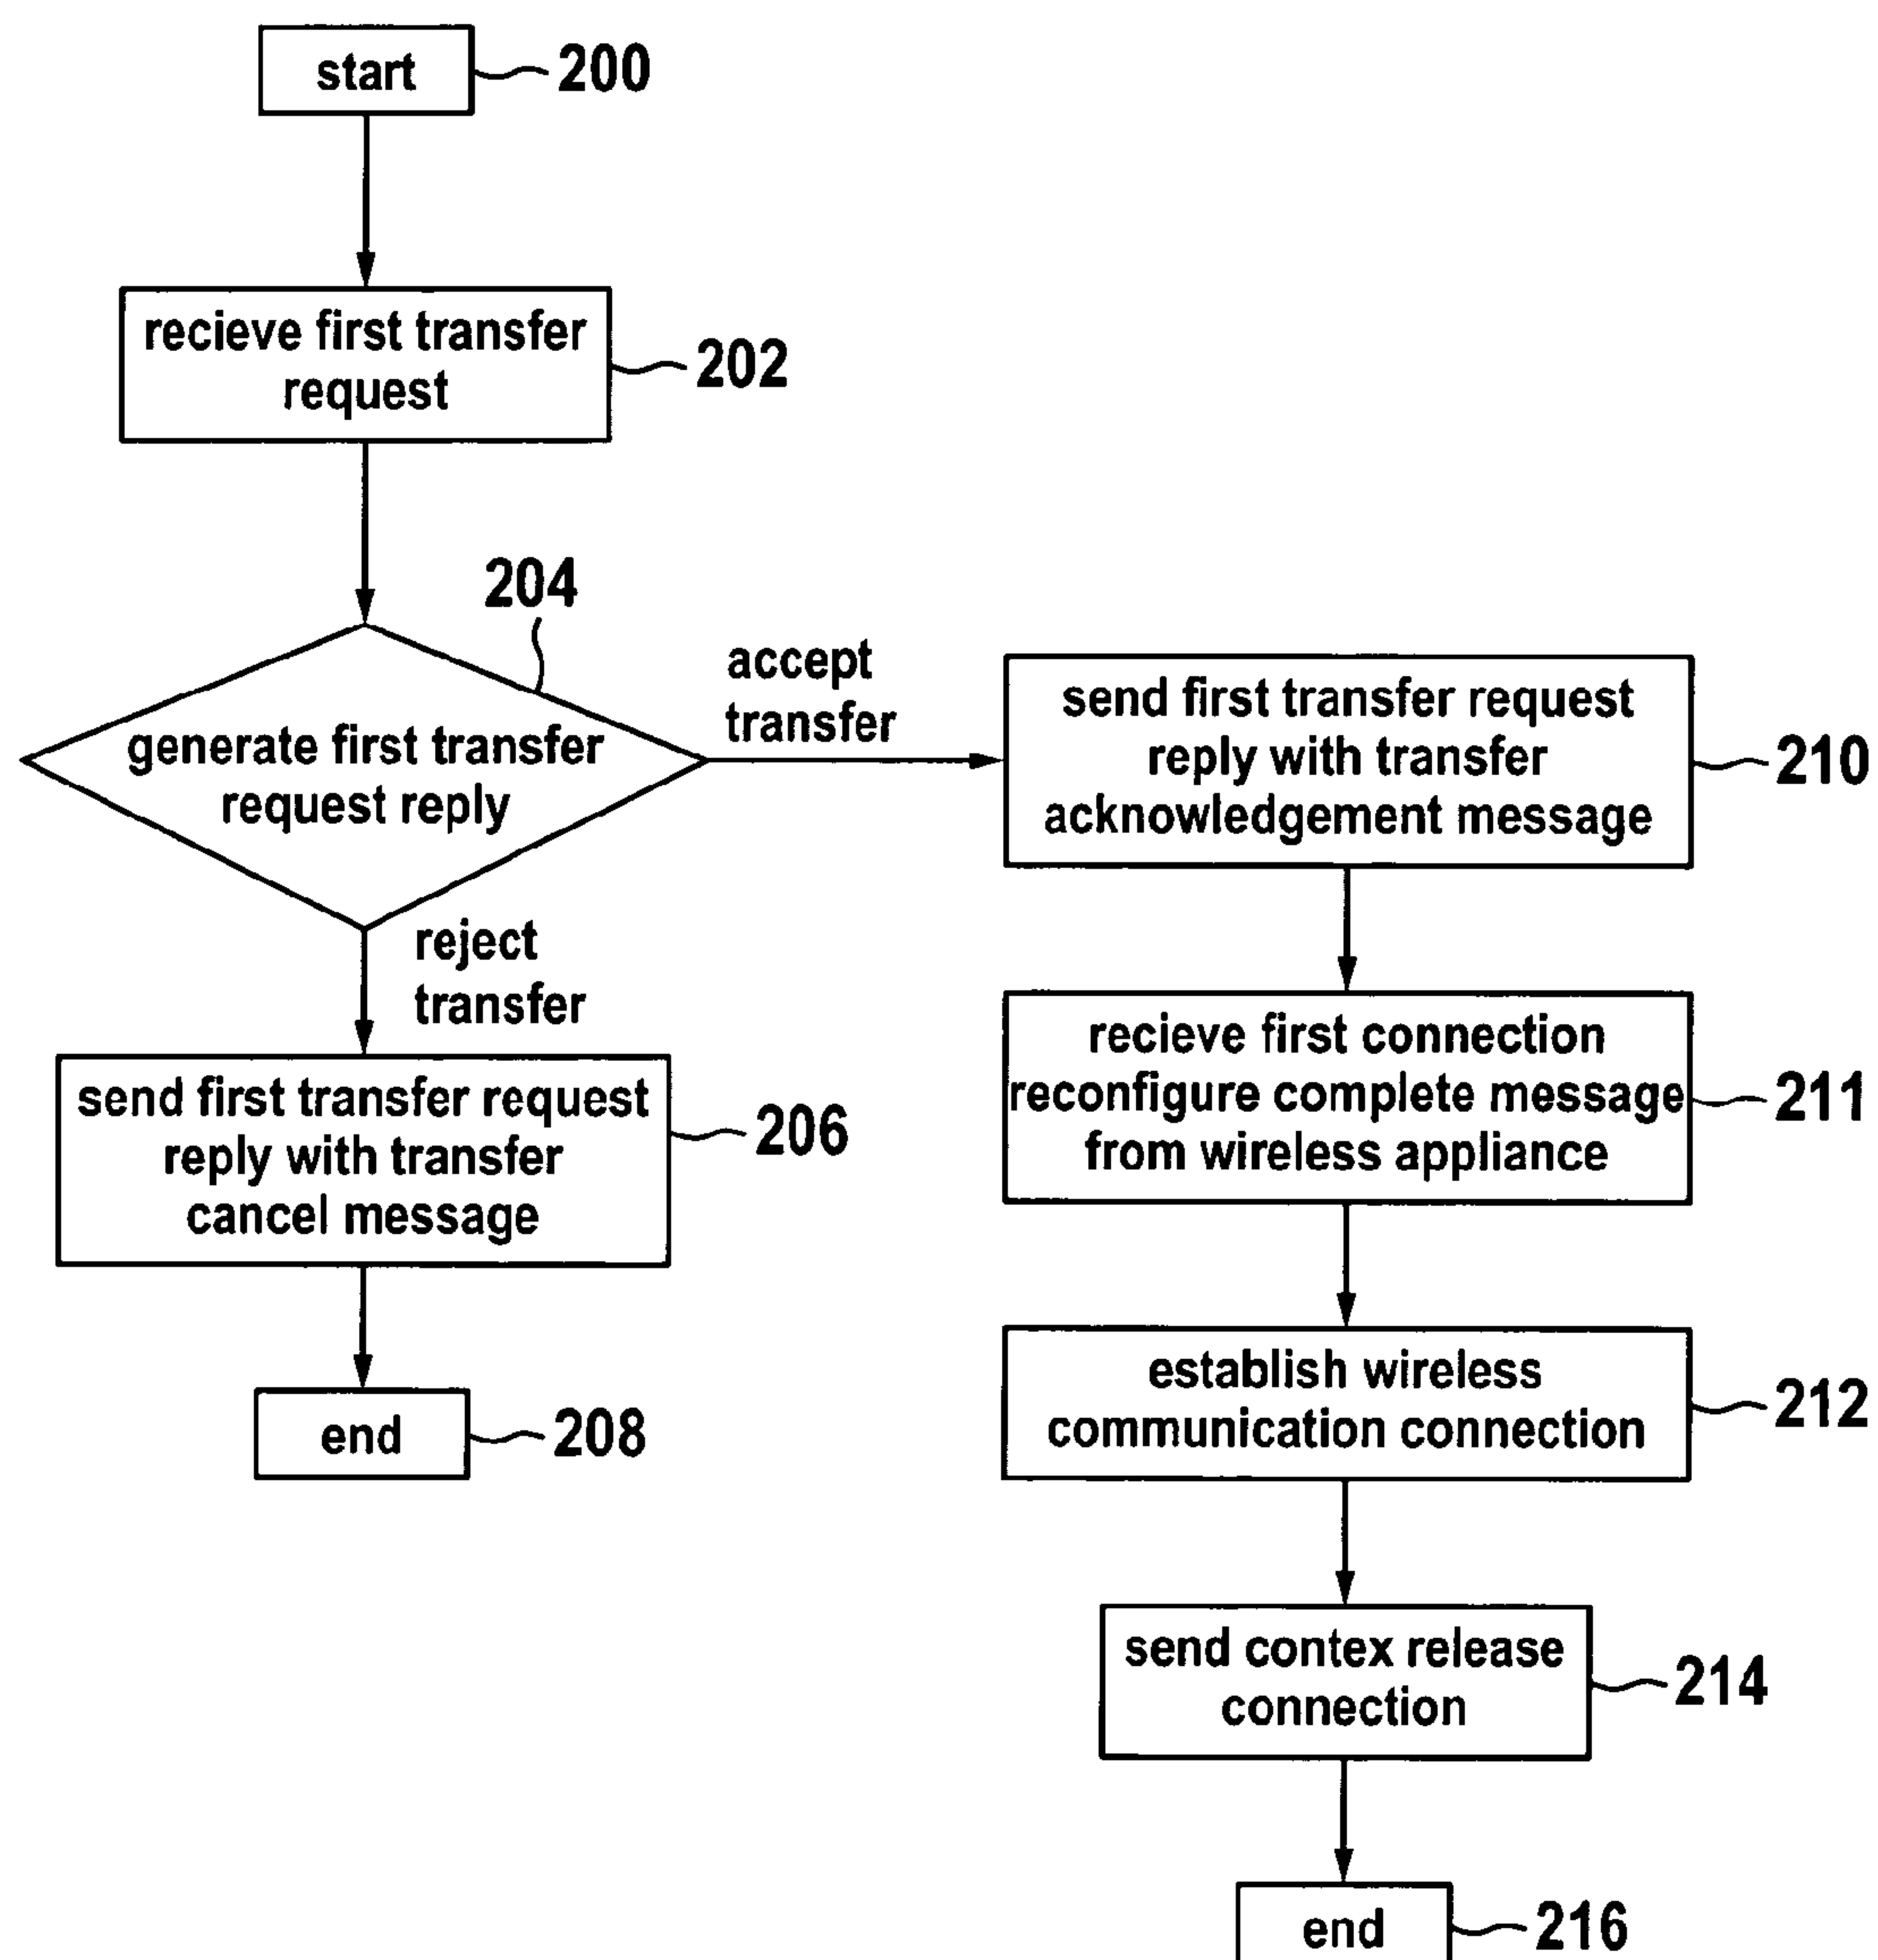 start
200
recieve first transfer
request
202
204
generate first transfer
request reply
accept
transfer
reject
transfer
send first transfer request
reply with transfer
cancel message
206
end
208
send first transfer request
reply with transfer
acknowledgement message
210
recieve first connection
reconfigure complete message
from wireless appliance
211
establish wireless
communication connection
212
send contex release
connection
214
end
216